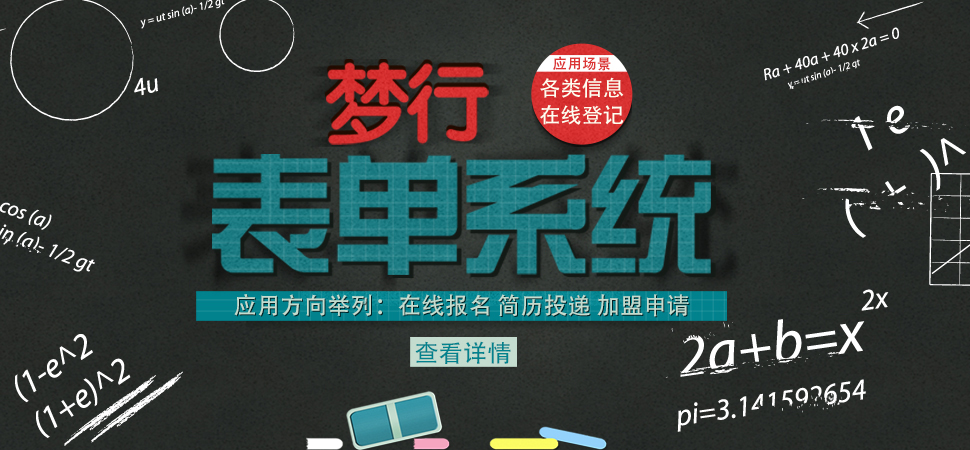 y = ut sin (a)- 1/2 gt
4u
Ra + 40a + 40 x 2a = 0
y = ut sin (a)- 1/2 gt
梦行
应用场景
各类信息
在线登记
表单系统
cos (a)
in (a)- 1/2 gt
应用方向举列：在线报名 简历投递 加盟申请
查看详情
2x
2a+b=x
(1-e^2
(1+e)^2
pi=3.141592654